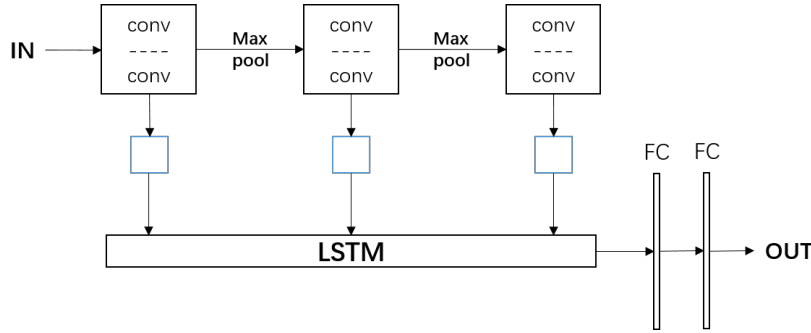 IN
conv
----
conv
Max
pool
conv
----
conv
Max
pool
conv
----
conv
FC
FC
LSTM
OUT